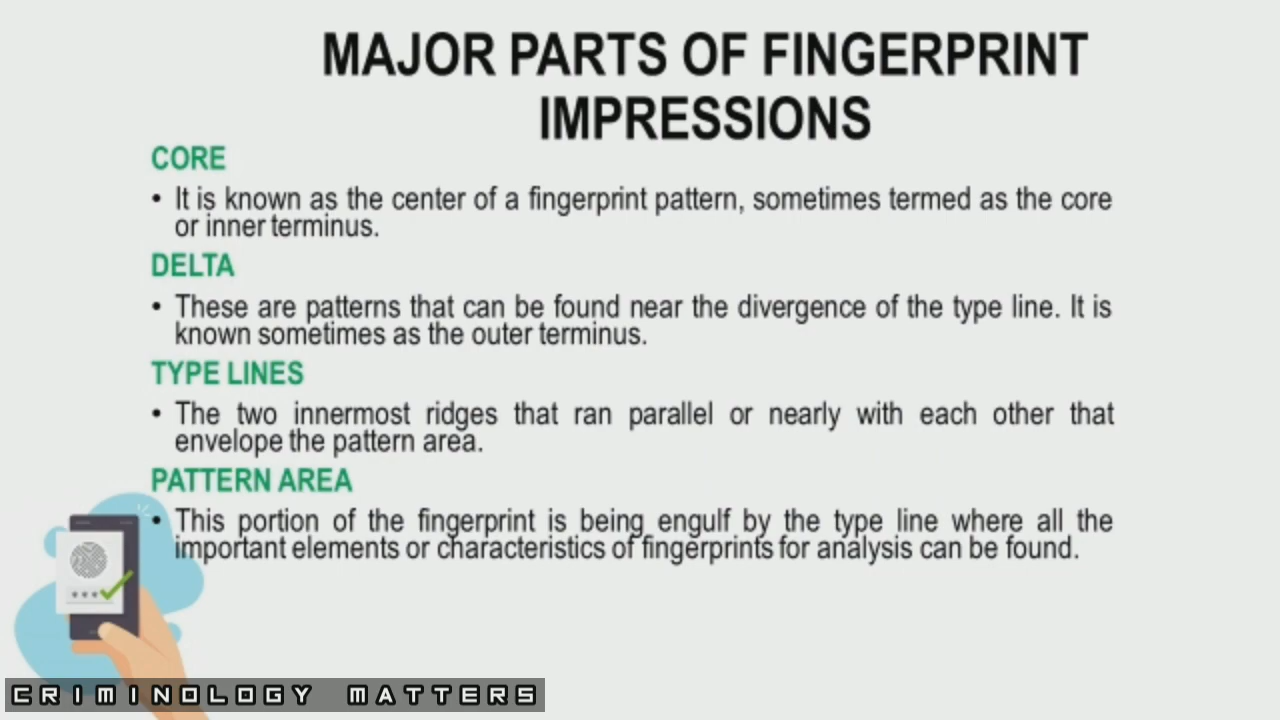 MAJOR PARTS OF FINGERPRINT
IMPRESSIONS
CORE
• It is known as the center of a fingerprint pattern, sometimes termed as the core
or inner terminus.
DELTA
• These are patterns that can be found near the divergence of the type line. It is
known sometimes as the outer terminus.
TYPE LINES
• The two innermost ridges that ran parallel or nearly with each other that
envelope the pattern area.
PATTERN AREA
• This portion of the fingerprint is being engulf by the type line where all the
important elements or characteristics of fingerprints for analysis can be found.
CRIMINOLOGY MATTERS